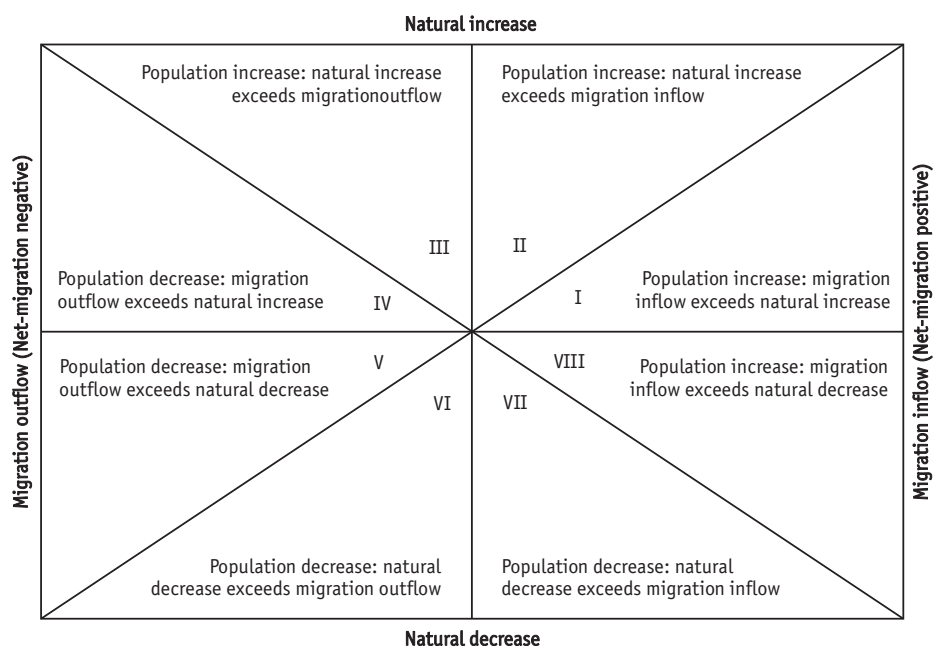 Natural increase
Population increase: natural increase
exceeds migrationoutflow
Population increase: natural increase
exceeds migration inflow
Migration outflow (Net-migration negative)
Migration inflow (Net-migration positive)
III
II
Population decrease: migration
outflow exceeds natural increase
IV
I
Population increase: migration
inflow exceeds natural increase
Population decrease: migration
outflow exceeds natural decrease
V
VIII
Population increase: migration
inflow exceeds natural decrease
VI
VII
Population decrease: natural
decrease exceeds migration outflow
Population decrease: natural
decrease exceeds migration inflow
Natural decrease